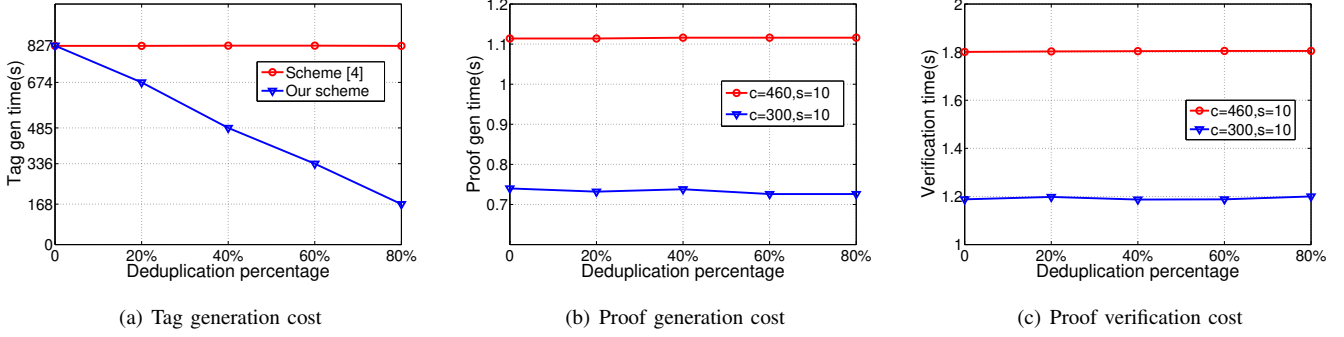 827
674
485
336
168
0
Tag gen time(s)
Scheme [4]
Our scheme
0
20%
40%
60%
80%
Deduplication percentage
(a) Tag generation cost
1.2
1.1
1
0.9
0.8
0.7
Proof gen time(s)
c=460,s=10
c=300,s=10
0
20%
40%
60%
80%
Deduplication percentage
(b) Proof generation cost
2
1.8
1.6
1.4
1.2
1
Verification time(s)
c=460,s=10
c=300,s=10
0
20%
40%
60%
80%
Deduplication percentage
(c) Proof verification cost